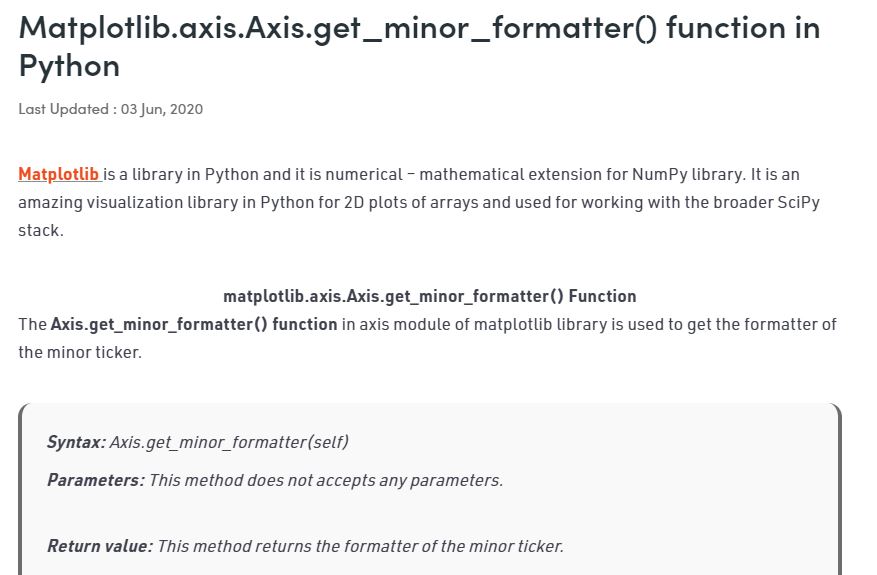 Matplotlib.axis.Axis.get_minor_formatter() function in
Python
Last Updated : 03 Jun, 2020
Matplotlib is a library in Python and it is numerical – mathematical extension for NumPy library. It is an
amazing visualization library in Python for 2D plots of arrays and used for working with the broader SciPy
stack.
matplotlib.axis.Axis.get_minor_formatter() Function
The Axis.get_minor_formatter() function in axis module of matplotlib library is used to get the formatter of
the minor ticker.
Syntax: Axis.get_minor_formatter(self)
Parameters: This method does not accepts any parameters.
Return value: This method returns the formatter of the minor ticker.